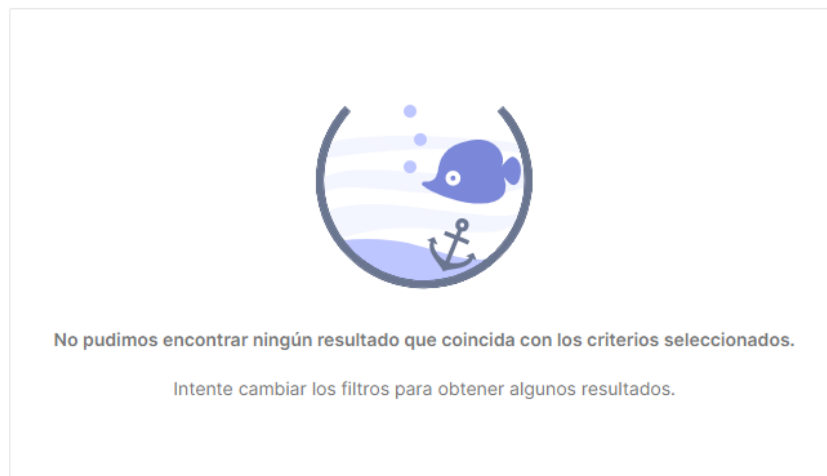 No pudimos encontrar ningún resultado que coincida con los criterios seleccionados.
Intente cambiar los filtros para obtener algunos resultados.